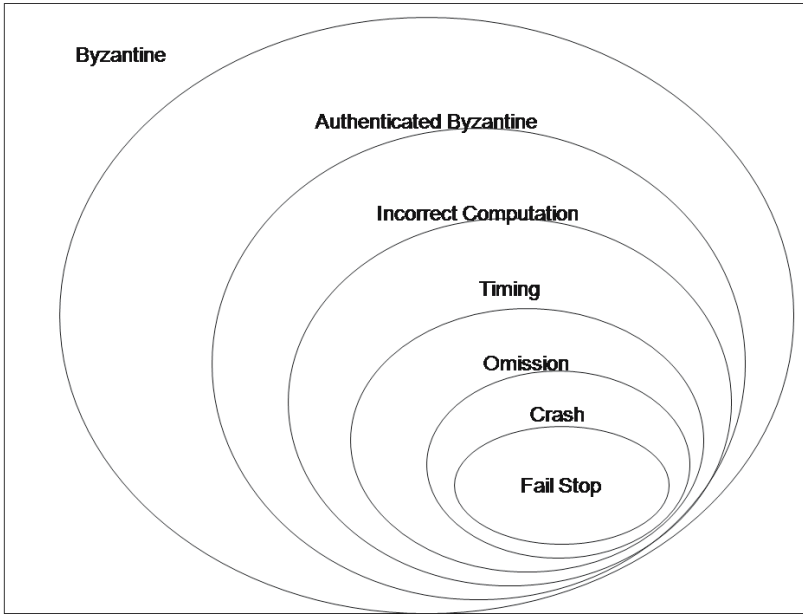 Byzantine
Authenticated Byzantine
Incorrect Computation
Timing
Omission
Crash
Fail Stop